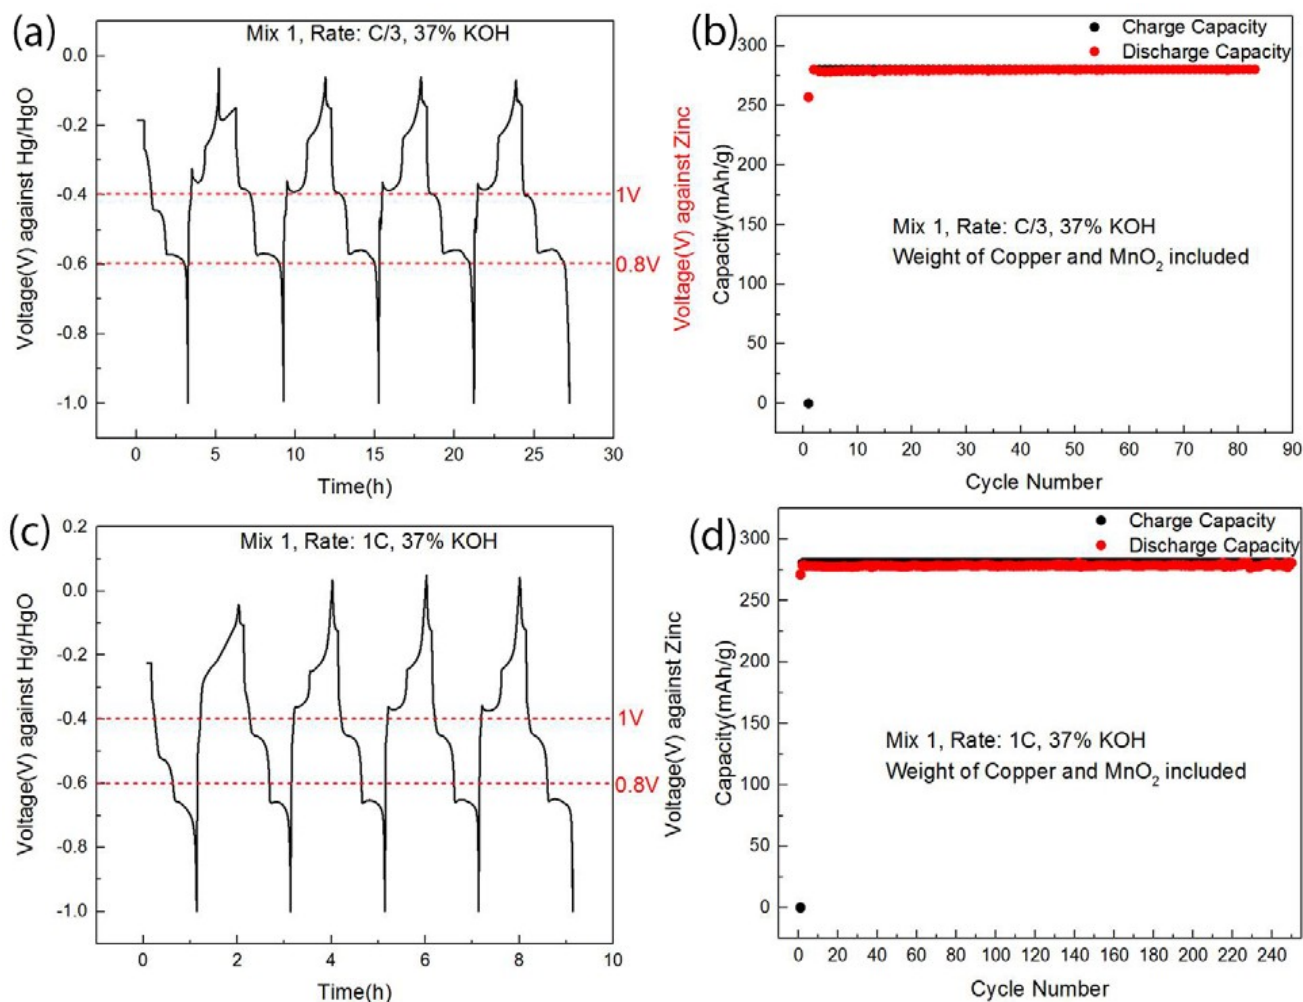 (a)
Mix 1, Rate: C/3, 37% KOH
Voltage(V) against Hg/HgO
0.0
-0.2
-0.4
-0.6
-0.8
-1.0
1V
0.8V
Voltage(V) against Zinc
0 5 10 15 20 25 30
Time(h)
(b)
Charge Capacity
Discharge Capacity
Capacity(mAh/g)
300
250
200
150
100
50
0
Mix 1, Rate: C/3, 37% KOH
Weight of Copper and MnO₂ included
0 10 20 30 40 50 60 70 80 90
Cycle Number
(c)
Mix 1, Rate: 1C, 37% KOH
Voltage(V) against Hg/HgO
0.2
0.0
-0.2
-0.4
-0.6
-0.8
-1.0
1V
0.8V
Voltage(V) against Zinc
0 2 4 6 8 10
Time(h)
(d)
Charge Capacity
Discharge Capacity
Capacity(mAh/g)
300
250
200
150
100
50
0
Mix 1, Rate: 1C, 37% KOH
Weight of Copper and MnO₂ included
0 20 40 60 80 100 120 140 160 180 200 220 240
Cycle Number